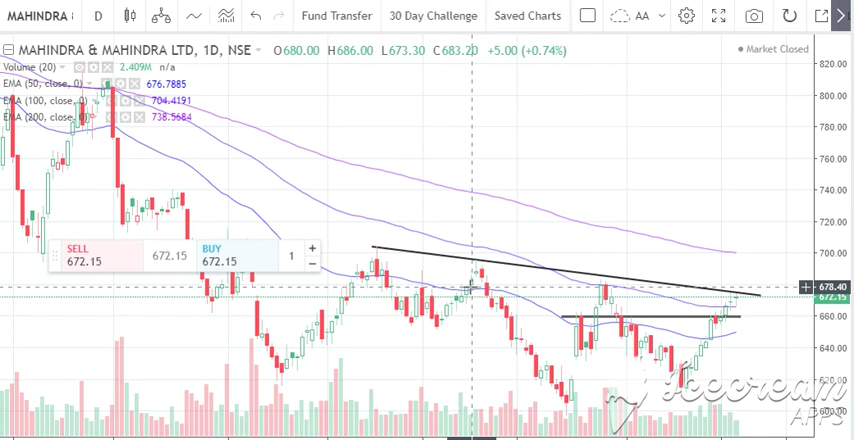 MAHINDRA D AA Fund Transfer 30 Day Challenge Saved Charts
MAHINDRA & MAHINDRA LTD, 1D, NSE O680.00 H686.00 L673.30 C683.20 +5.00 (+0.74%) Market Closed
Volume (20) 2.409M n/a
EMA (50, close, 0) 676.7885
EMA (100, close, 0) 704.4191
EMA (200, close, 0) 738.5684
820.00
800.00
780.00
760.00
740.00
720.00
SELL
672.15
672.15
BUY
672.15
1
700.00
678.40
672.15
660.00
640.00
620.00
600.00
Icecream
APPS